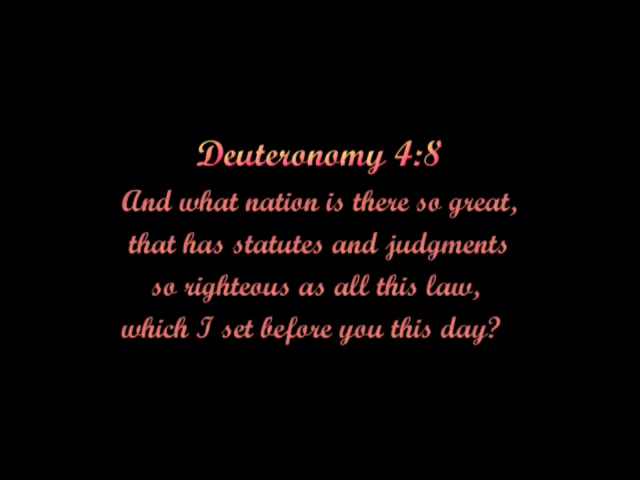 Deuteronomy 4:8
And what nation is there so great,
that has statutes and judgments
so righteous as all this law,
which I set before you this day?